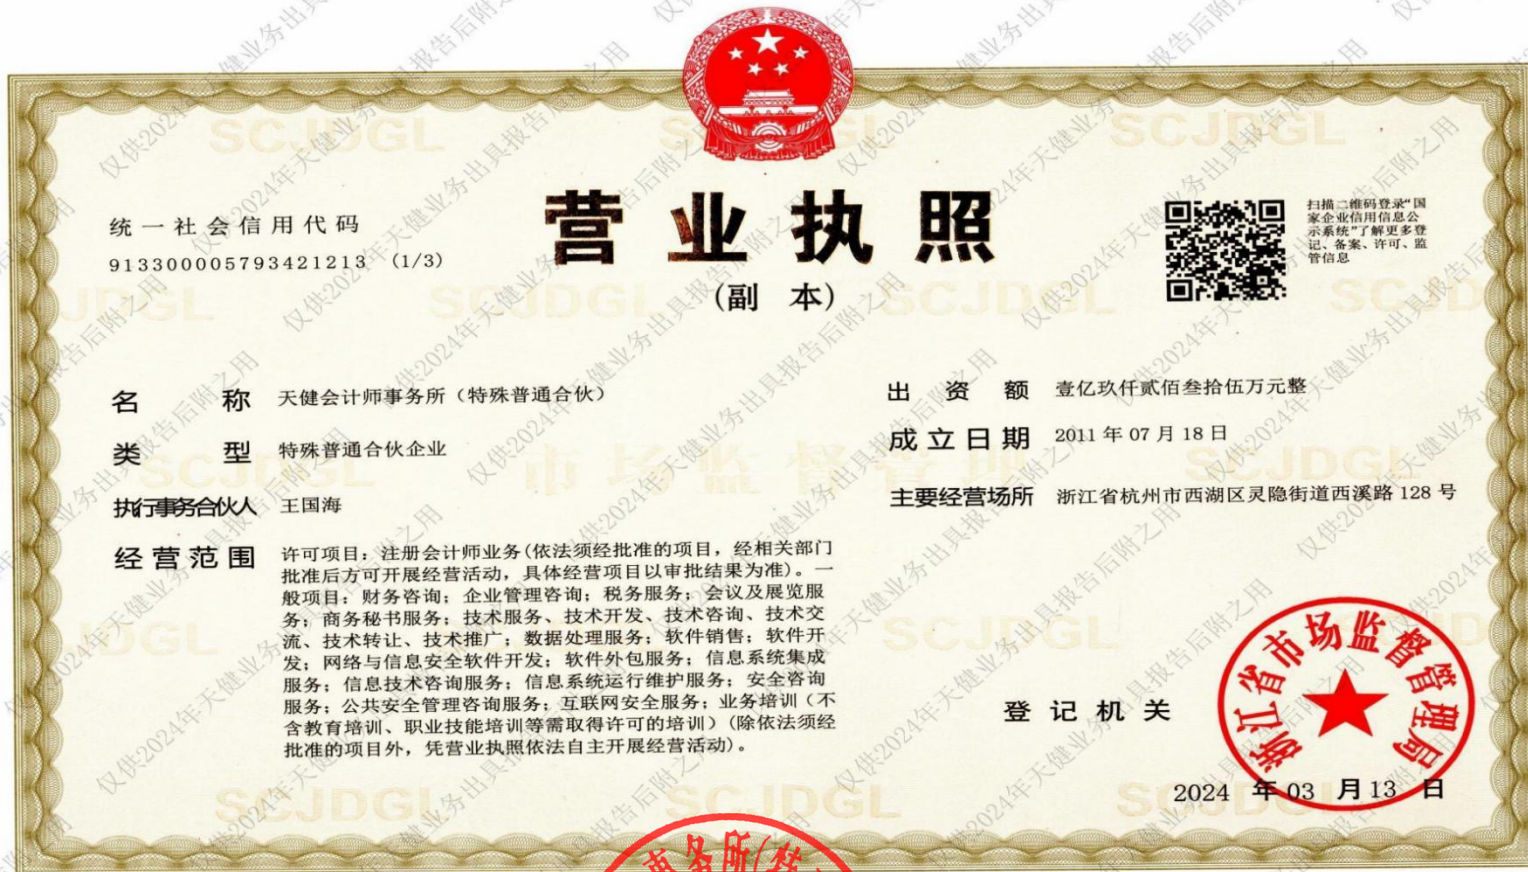 营业执照
(副 本)
统一社会信用代码
913300005793421213 (1/3)
扫描二维码登录“国
家企业信用信息公
示系统”了解更多登
记、备案、许可、监
管信息
名 称 天健会计师事务所（特殊普通合伙）
类 型 特殊普通合伙企业
执行事务合伙人 王国海
经营范围 许可项目：注册会计师业务(依法须经批准的项目，经相关部门
批准后方可开展经营活动，具体经营项目以审批结果为准)。一
般项目：财务咨询；企业管理咨询；税务服务；会议及展览服
务；商务秘书服务；技术服务、技术开发、技术咨询、技术交
流、技术转让、技术推广；数据处理服务；软件销售；软件开
发；网络与信息安全软件开发；软件外包服务；信息系统集成
服务；信息技术咨询服务；信息系统运行维护服务；安全咨询
服务；公共安全管理咨询服务；互联网安全服务；业务培训（不
含教育培训、职业技能培训等需取得许可的培训）(除依法须经
批准的项目外，凭营业执照依法自主开展经营活动)。
出 资 额 壹亿玖仟贰佰叁拾伍万元整
成立日期 2011 年 07 月 18 日
主要经营场所 浙江省杭州市西湖区灵隐街道西溪路 128 号
登记机关
浙江省市场监督管理局
2024 年 03 月 13 日
事务所(特
市场监督管理
SCJDGL
仅供2024年天健业务出具报告后附之用